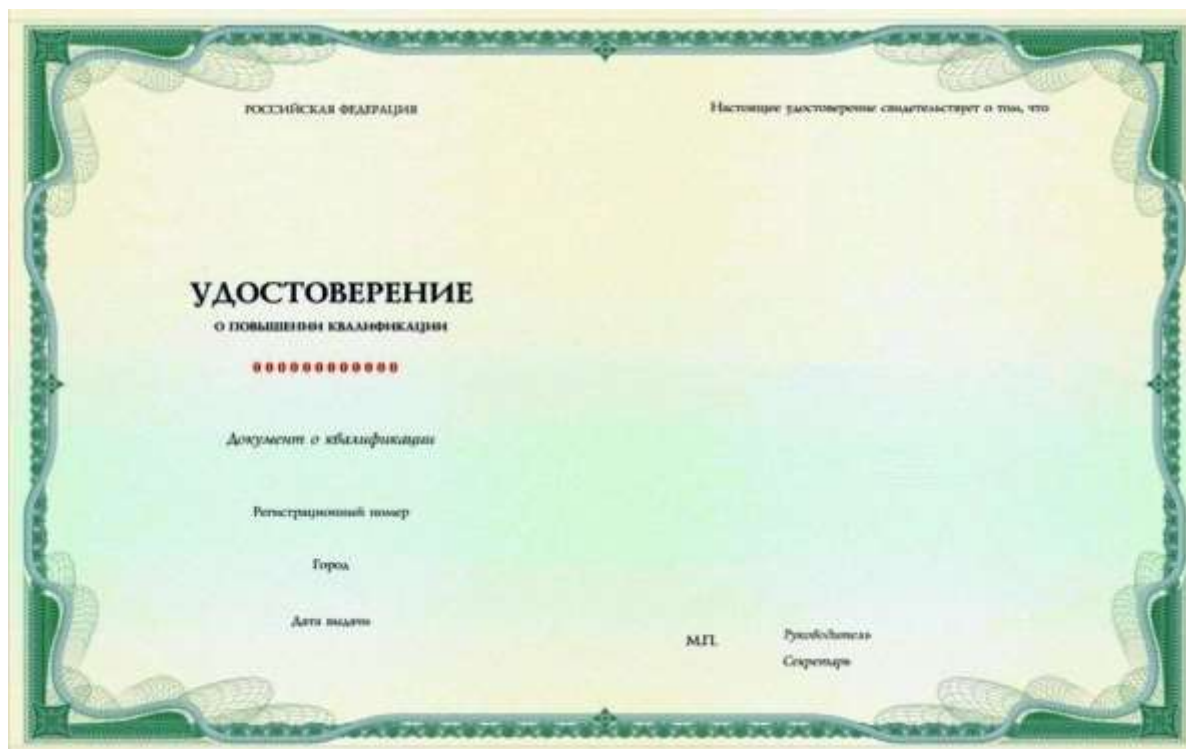 РОССИЙСКАЯ ФЕДЕРАЦИЯ
УДОСТОВЕРЕНИЕ
О ПОВЫШЕНИИ КВАЛИФИКАЦИИ
000000000000
Документ о квалификации
Регистрационный номер
Город
Дата выдачи
Настоящее удостоверение свидетельствует о том, что
М.П.
Руководитель
Секретарь